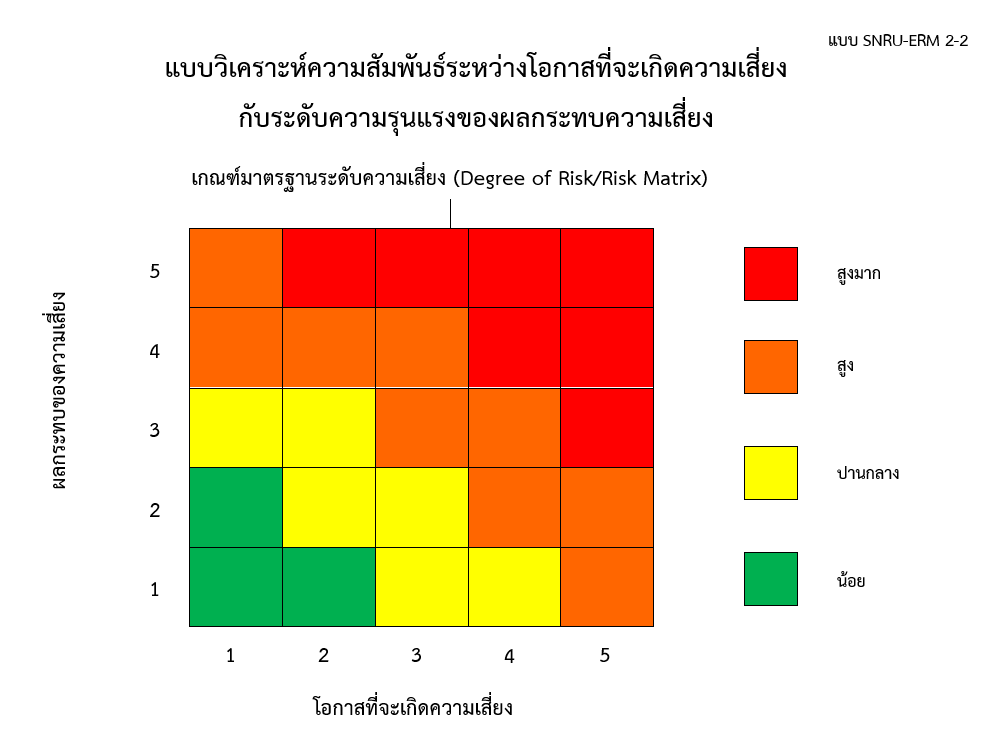 แบบ SNRU-ERM 2-2
แบบวิเคราะห์ความสัมพันธ์ระหว่างโอกาสที่จะเกิดความเสี่ยง
กับระดับความรุนแรงของผลกระทบความเสี่ยง
เกณฑ์มาตรฐานระดับความเสี่ยง (Degree of Risk/Risk Matrix)
ผลกระทบของความเสี่ยง
5
4
3
2
1
1 2 3 4 5
โอกาสที่จะเกิดความเสี่ยง
สูงมาก
สูง
ปานกลาง
น้อย